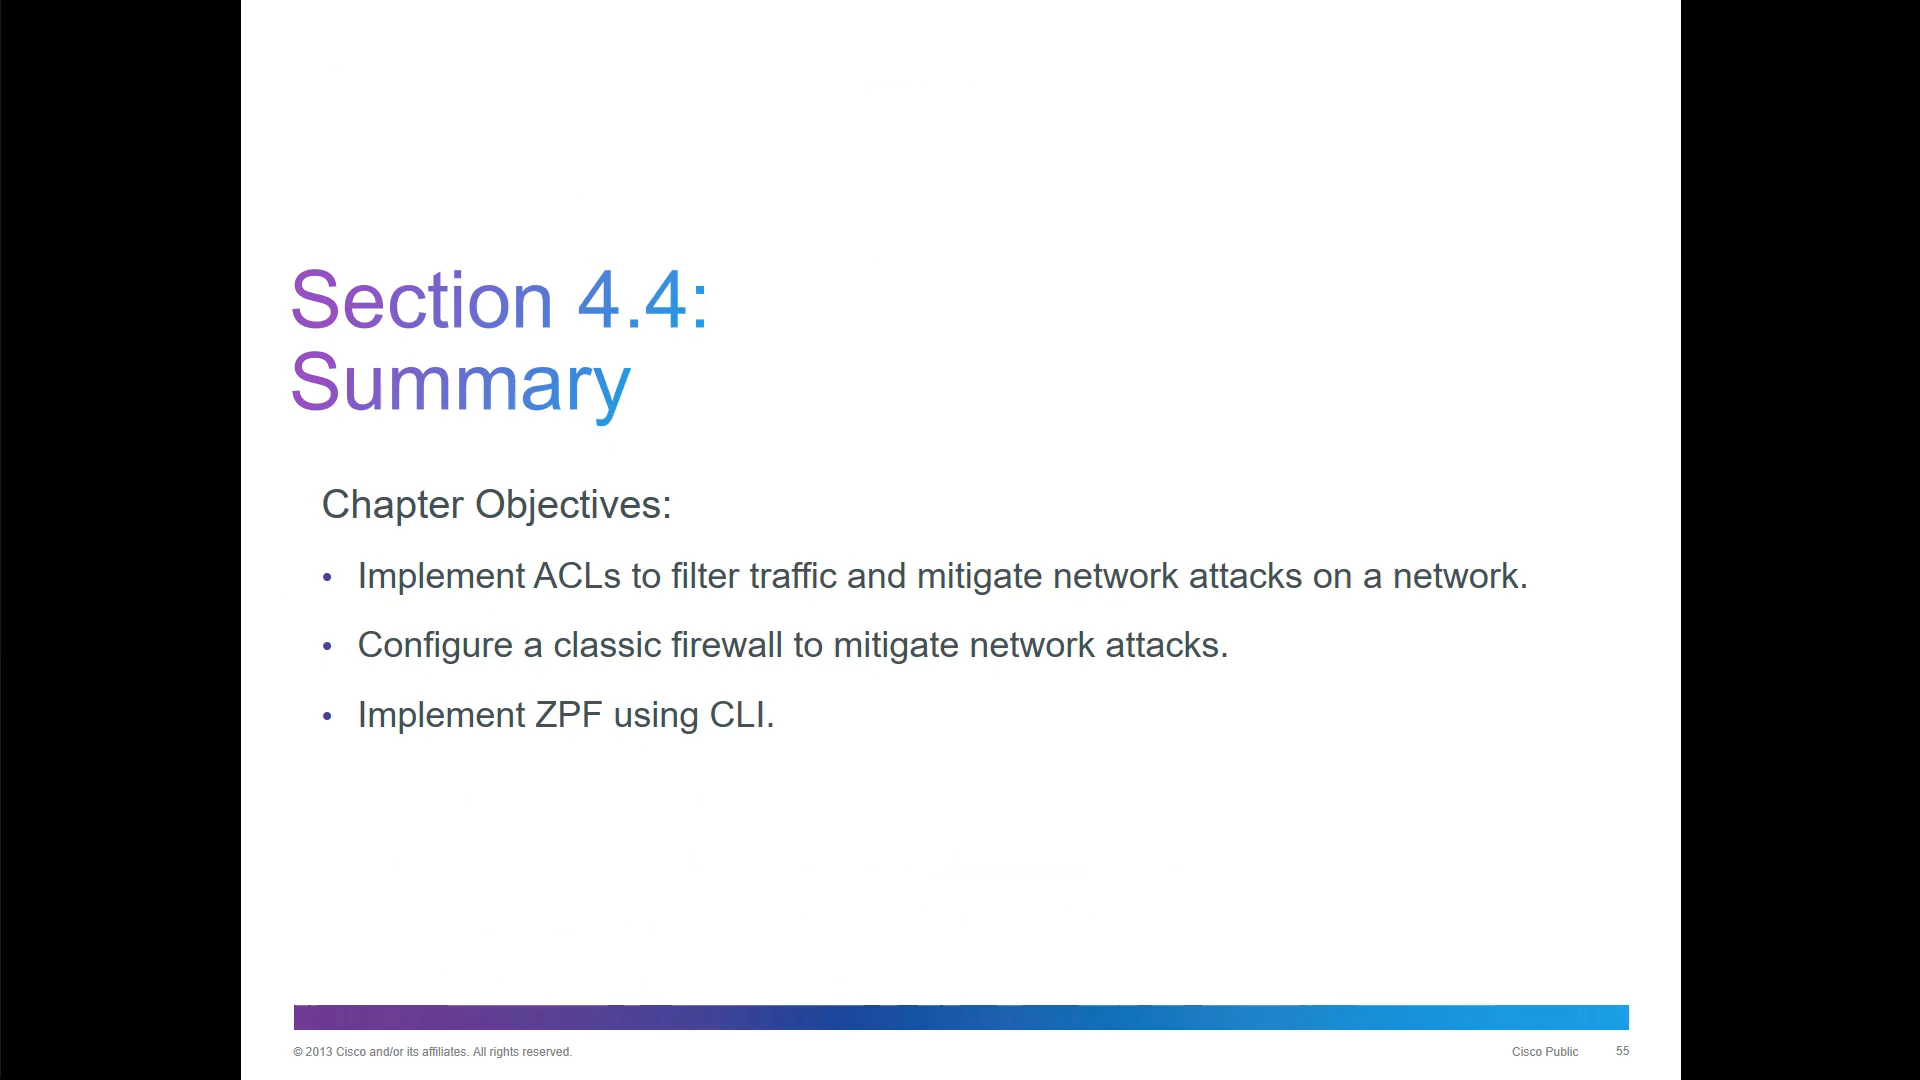 Section 4.4:
Summary
Chapter Objectives:
• Implement ACLs to filter traffic and mitigate network attacks on a network.
• Configure a classic firewall to mitigate network attacks.
• Implement ZPF using CLI.
© 2013 Cisco and/or its affiliates. All rights reserved.
Cisco Public
55